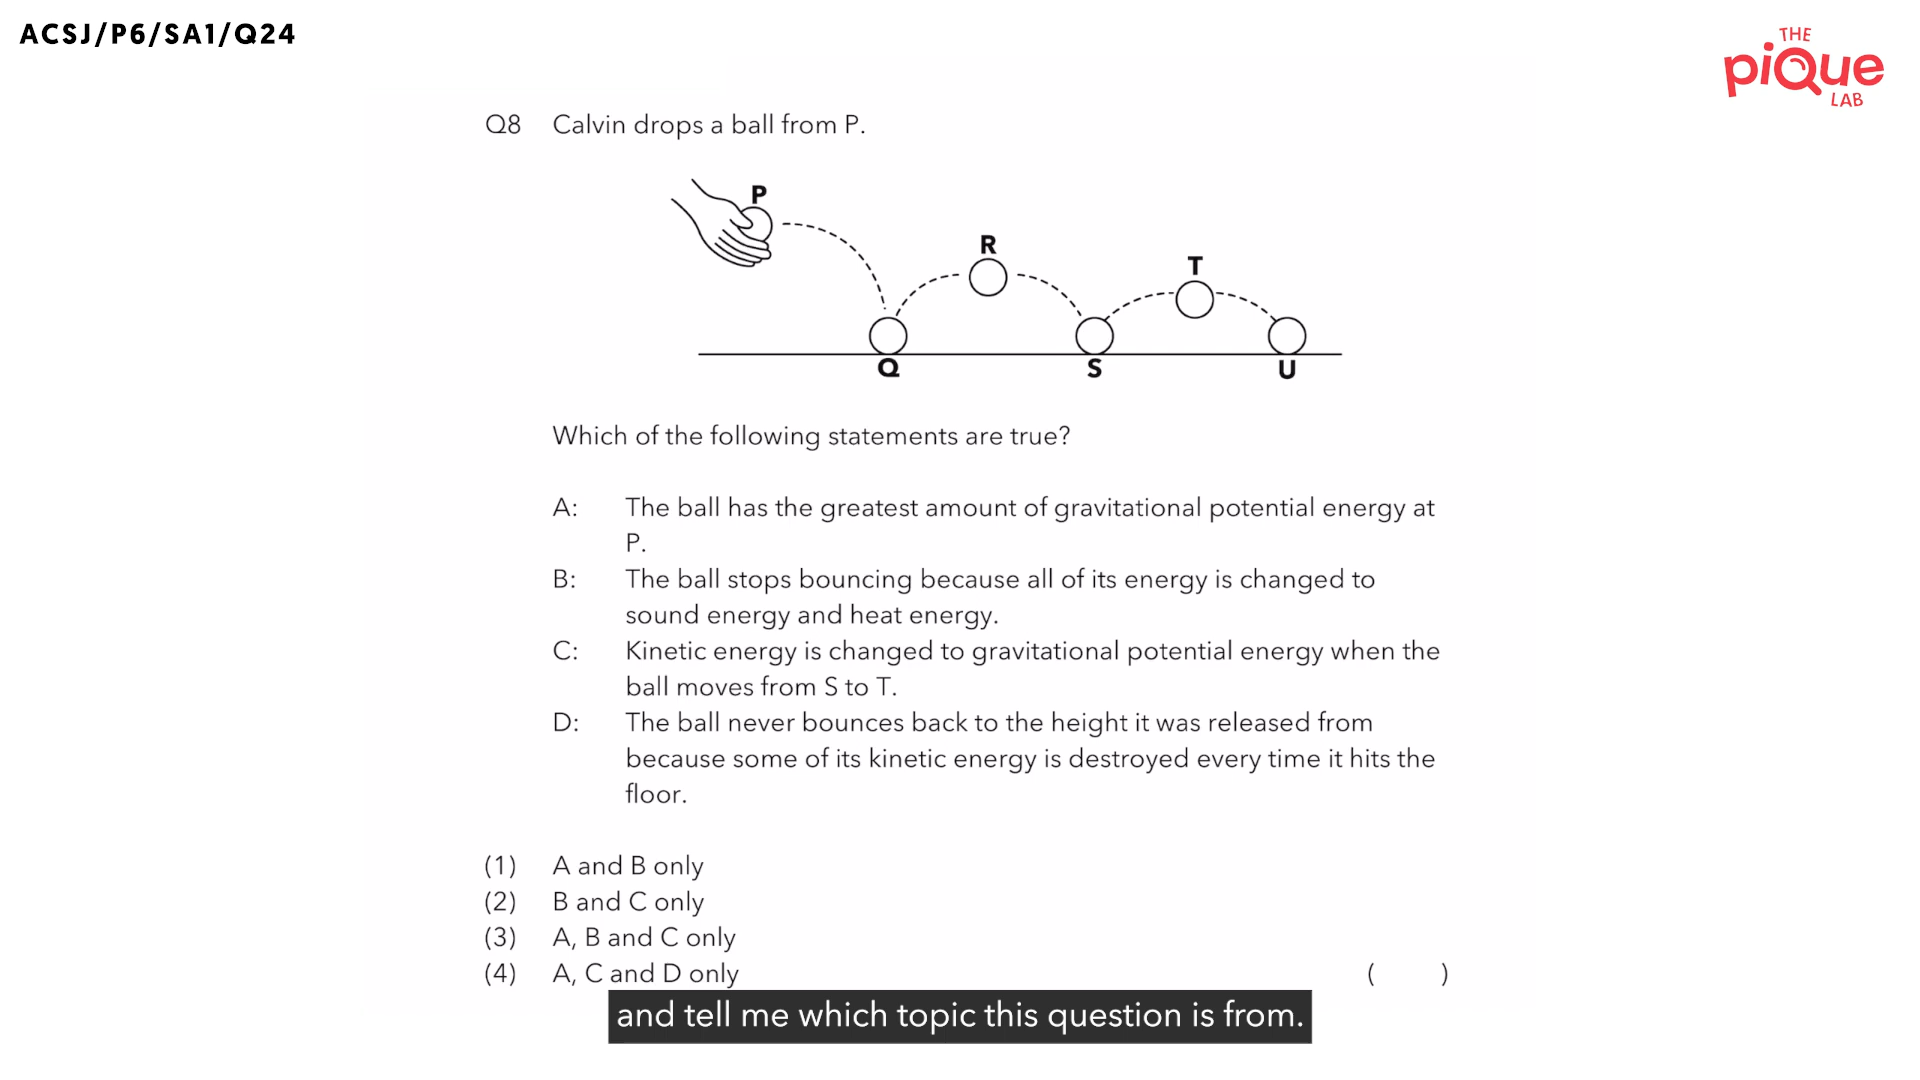 ACSJ/P6/SA1/Q24
THE
piQue
LAB
Q8 Calvin drops a ball from P.
P
R
T
Q
S
U
Which of the following statements are true?
A: The ball has the greatest amount of gravitational potential energy at
P.
B: The ball stops bouncing because all of its energy is changed to
sound energy and heat energy.
C: Kinetic energy is changed to gravitational potential energy when the
ball moves from S to T.
D: The ball never bounces back to the height it was released from
because some of its kinetic energy is destroyed every time it hits the
floor.
(1) A and B only
(2) B and C only
(3) A, B and C only
(4) A, C and D only ( )
and tell me which topic this question is from.